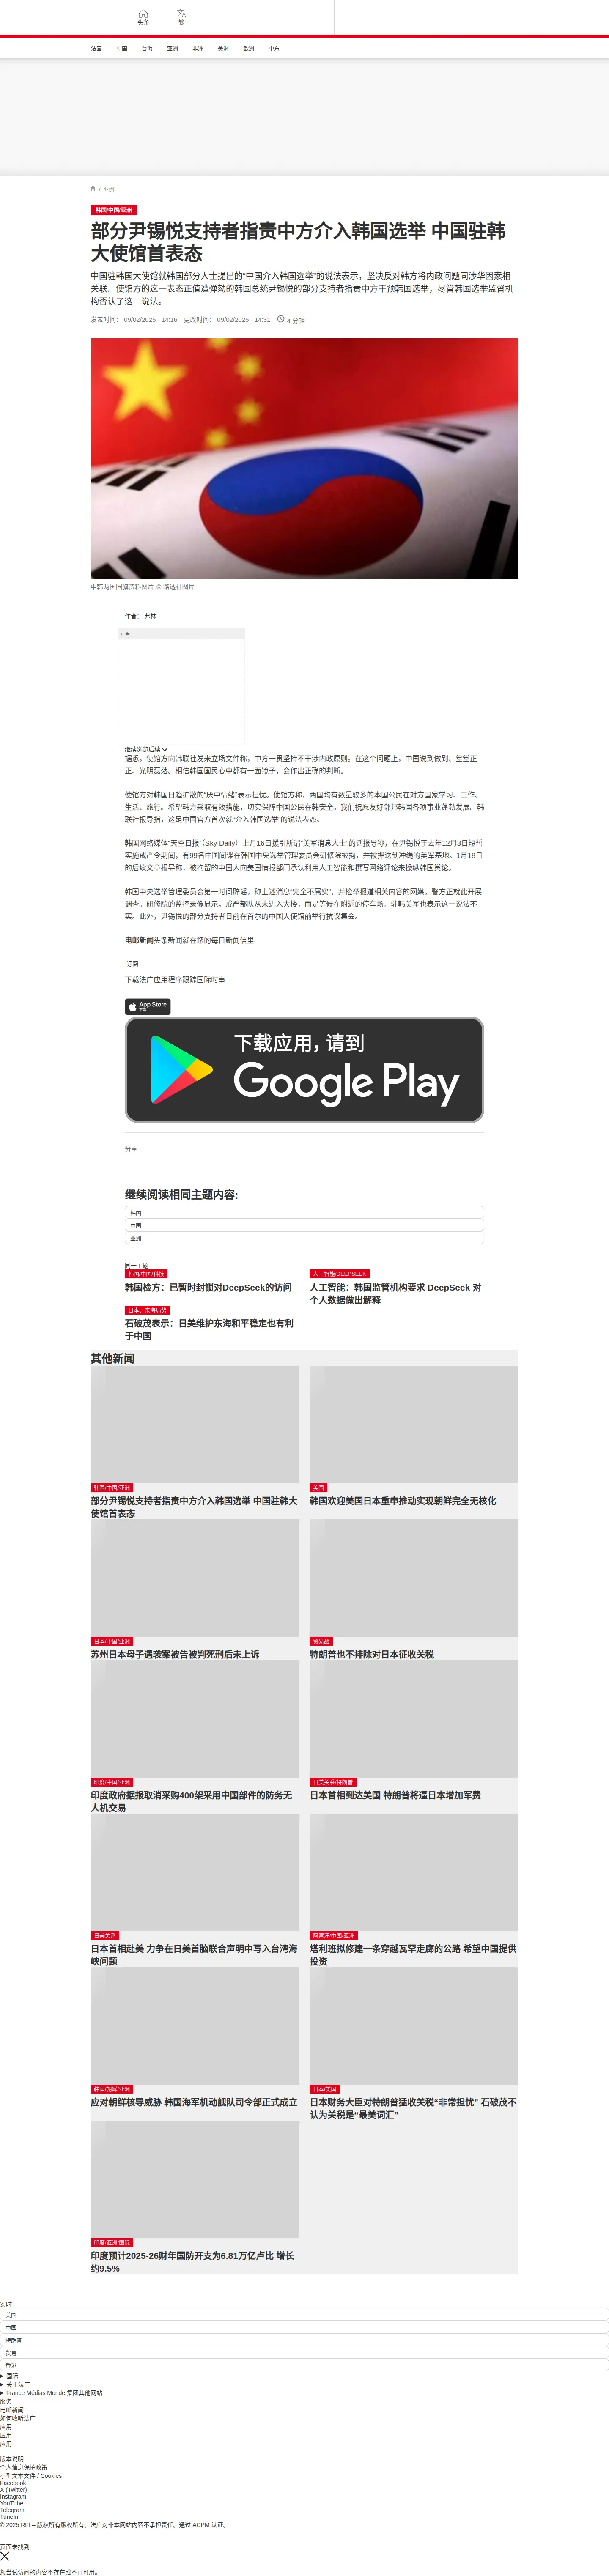 头条
繁
法国 中国 台海 亚洲 非洲 美洲 欧洲 中东
/ 亚洲
韩国/中国/亚洲
部分尹锡悦支持者指责中方介入韩国选举 中国驻韩
大使馆首表态
中国驻韩国大使馆就韩国部分人士提出的“中国介入韩国选举”的说法表示，坚决反对韩方将内政问题同涉华因素相
关联。使馆方的这一表态正值遭弹劾的韩国总统尹锡悦的部分支持者指责中方干预韩国选举，尽管韩国选举监督机
构否认了这一说法。
发表时间： 09/02/2025 - 14:16 更改时间： 09/02/2025 - 14:31 4 分钟
中韩两国国旗资料图片 © 路透社图片
作者： 弗林
广告
继续浏览后续
据悉，使馆方向韩联社发来立场文件称，中方一贯坚持不干涉内政原则。在这个问题上，中国说到做到、堂堂正
正、光明磊落。相信韩国国民心中都有一面镜子，会作出正确的判断。
使馆方对韩国日趋扩散的“厌中情绪”表示担忧。使馆方称，两国均有数量较多的本国公民在对方国家学习、工作、
生活、旅行。希望韩方采取有效措施，切实保障中国公民在韩安全。我们祝愿友好邻邦韩国各项事业蓬勃发展。韩
联社报导指，这是中国官方首次就“介入韩国选举”的说法表态。
韩国网络媒体“天空日报”（Sky Daily）上月16日援引所谓“美军消息人士”的话报导称，在尹锡悦于去年12月3日短暂
实施戒严令期间，有99名中国间谍在韩国中央选举管理委员会研修院被拘，并被押送到冲绳的美军基地。1月18日
的后续文章报导称，被拘留的中国人向美国情报部门承认利用人工智能和撰写网络评论来操纵韩国舆论。
韩国中央选举管理委员会第一时间辟谣，称上述消息“完全不属实”，并检举报道相关内容的网媒，警方正就此开展
调查。研修院的监控录像显示，戒严部队从未进入大楼，而是等候在附近的停车场。驻韩美军也表示这一说法不
实。此外，尹锡悦的部分支持者日前在首尔的中国大使馆前举行抗议集会。
电邮新闻头条新闻就在您的每日新闻信里
订阅
下载法广应用程序跟踪国际时事
App Store
下载
下载应用，请到
Google Play
分享 :
继续阅读相同主题内容:
韩国
中国
亚洲
同一主题
韩国/中国/科技
韩国检方：已暂时封锁对DeepSeek的访问
人工智能/DEEPSEEK
人工智能：韩国监管机构要求 DeepSeek 对
个人数据做出解释
日本、东海局势
石破茂表示：日美维护东海和平稳定也有利
于中国
其他新闻
韩国/中国/亚洲
部分尹锡悦支持者指责中方介入韩国选举 中国驻韩大
使馆首表态
美国
韩国欢迎美国日本重申推动实现朝鲜完全无核化
日本/中国/亚洲
苏州日本母子遇袭案被告被判死刑后未上诉
贸易战
特朗普也不排除对日本征收关税
印度/中国/亚洲
印度政府据报取消采购400架采用中国部件的防务无
人机交易
日美关系/特朗普
日本首相到达美国 特朗普将逼日本增加军费
日美关系
日本首相赴美 力争在日美首脑联合声明中写入台湾海
峡问题
阿富汗/中国/亚洲
塔利班拟修建一条穿越瓦罕走廊的公路 希望中国提供
投资
韩国/朝鲜/亚洲
应对朝鲜核导威胁 韩国海军机动舰队司令部正式成立
日本/美国
日本财务大臣对特朗普猛收关税“非常担忧” 石破茂不
认为关税是“最美词汇”
印度/亚洲/国际
印度预计2025-26财年国防开支为6.81万亿卢比 增长
约9.5%
实时
美国
中国
特朗普
贸易
香港
国际
关于法广
France Médias Monde 集团其他网站
服务
电邮新闻
如何收听法广
应用
应用
应用
版本说明
个人信息保护政策
小型文本文件 / Cookies
Facebook
X (Twitter)
Instagram
YouTube
Telegram
TuneIn
© 2025 RFI – 版权所有版权所有。法广对非本网站内容不承担责任。通过 ACPM 认证。
页面未找到
您尝试访问的内容不存在或不再可用。